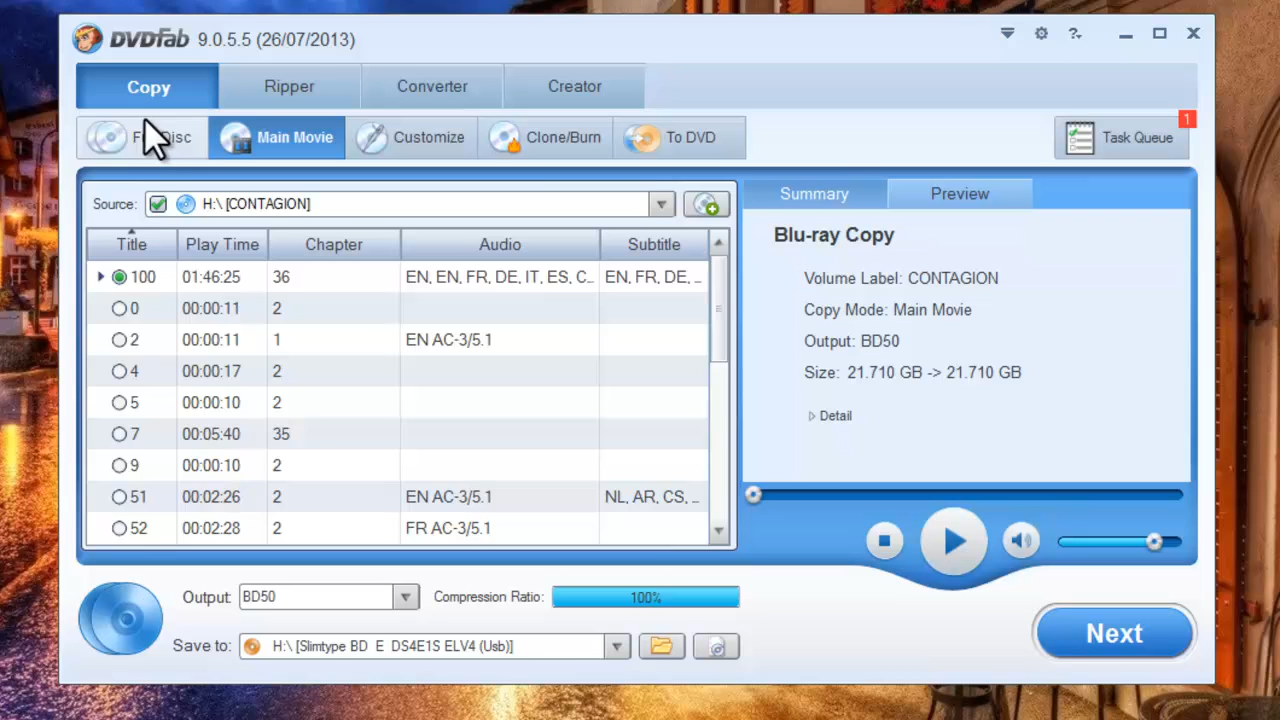 DVDFab 9.0.5.5 (26/07/2013)
Copy Ripper Converter Creator
Disc Main Movie Customize Clone/Burn To DVD Task Queue 1
Source: H:\ [CONTAGION] Summary Preview
Title Play Time Chapter Audio Subtitle
Blu-ray Copy
100 01:46:25 36 EN, EN, FR, DE, IT, ES, C... EN, FR, DE, ...
Volume Label: CONTAGION
0 00:00:11 2
Copy Mode: Main Movie
2 00:00:11 1 EN AC-3/5.1
Output: BD50
4 00:00:17 2
Size: 21.710 GB -> 21.710 GB
5 00:00:10 2
Detail
7 00:05:40 35
9 00:00:10 2
51 00:02:26 2 EN AC-3/5.1 NL, AR, CS, ...
52 00:02:28 2 FR AC-3/5.1
Output: BD50 Compression Ratio: 100%
Save to: H:\ [Slimtype BD E DS4E1S ELV4 (Usb)]
Next